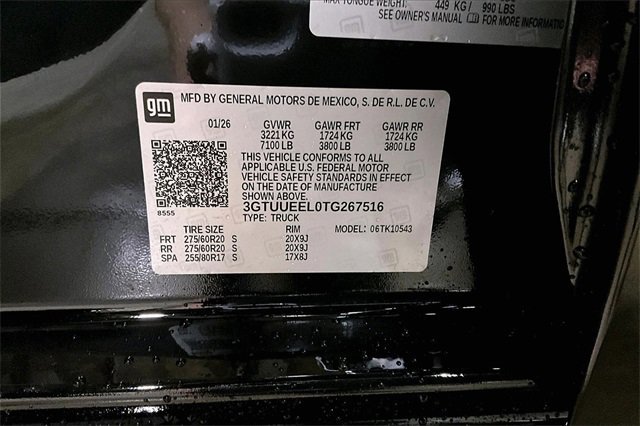 MAX TONGUE WEIGHT: 449 KG / 990 LBS
SEE OWNER'S MANUAL FOR MORE INFORMATIC
gm
MFD BY GENERAL MOTORS DE MEXICO, S. DE R.L. DE C.V.
01/26 GVWR GAWR FRT GAWR RR
3221 KG 1724 KG 1724 KG
7100 LB 3800 LB 3800 LB
THIS VEHICLE CONFORMS TO ALL
APPLICABLE U.S. FEDERAL MOTOR
VEHICLE SAFETY STANDARDS IN EFFECT
ON THE DATE OF MANUFACTURE
SHOWN ABOVE.
3GTUUEEL0TG267516
8555
TYPE: TRUCK
TIRE SIZE RIM MODEL: 06TK10543
FRT 275/60R20 S 20X9J
RR 275/60R20 S 20X9J
SPA 255/80R17 S 17X8J